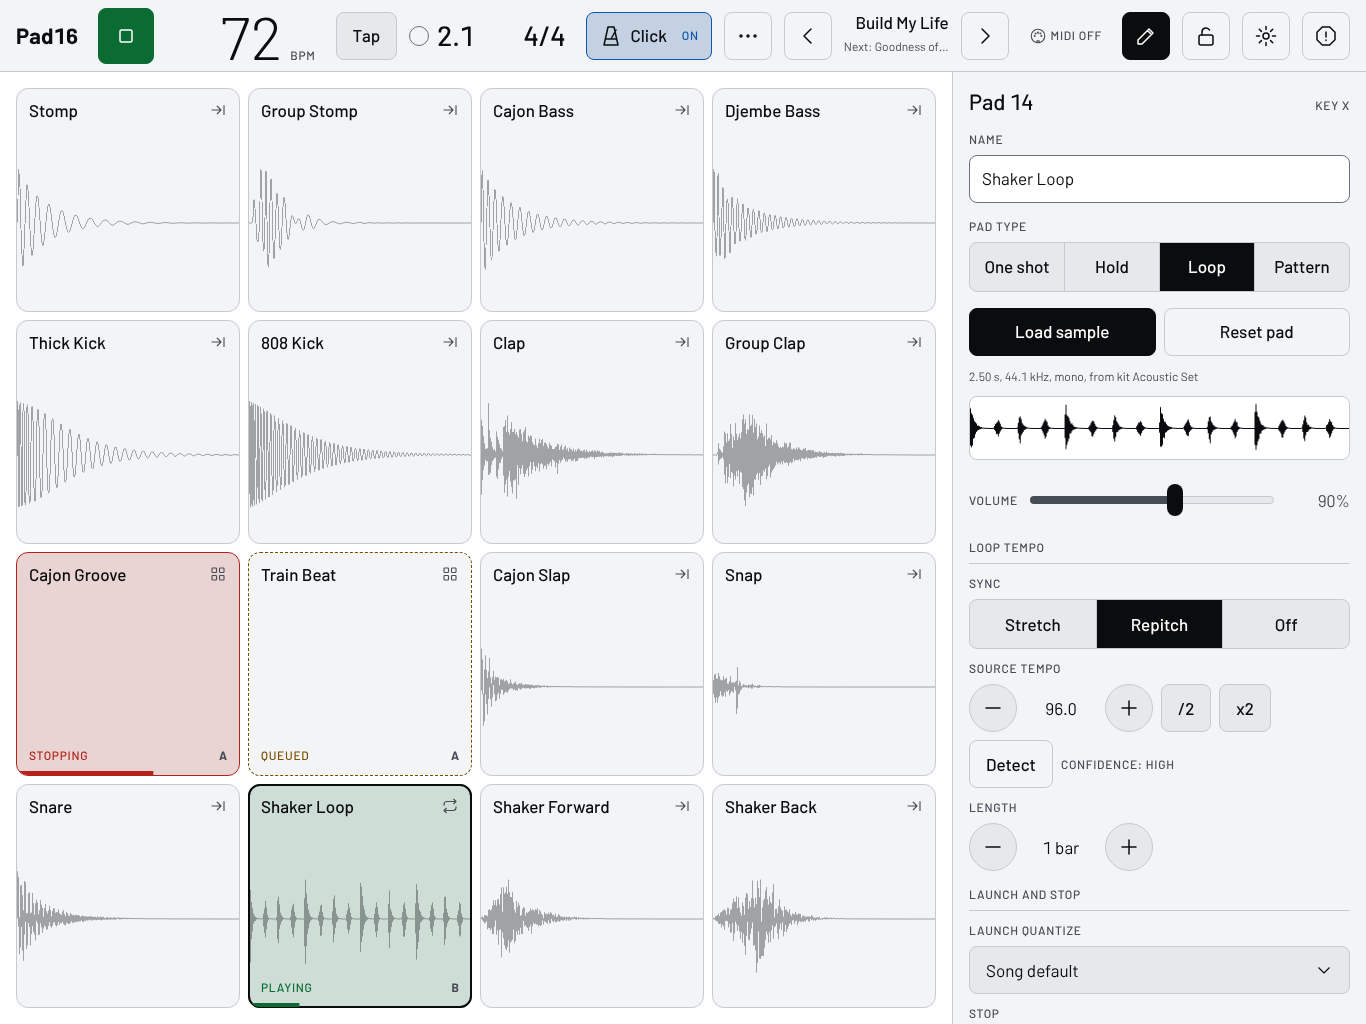 Pad16
72 BPM
Tap
2.1
4/4
Click ON
Build My Life
Next: Goodness of...
MIDI OFF
Stomp
Group Stomp
Cajon Bass
Djembe Bass
Thick Kick
808 Kick
Clap
Group Clap
Cajon Groove
STOPPING A
Train Beat
QUEUED A
Cajon Slap
Snap
Snare
Shaker Loop
PLAYING B
Shaker Forward
Shaker Back
Pad 14
KEY X
NAME
Shaker Loop
PAD TYPE
One shot Hold Loop Pattern
Load sample Reset pad
2.50 s, 44.1 kHz, mono, from kit Acoustic Set
VOLUME 90%
LOOP TEMPO
SYNC
Stretch Repitch Off
SOURCE TEMPO
96.0 /2 x2
Detect CONFIDENCE: HIGH
LENGTH
1 bar
LAUNCH AND STOP
LAUNCH QUANTIZE
Song default
STOP